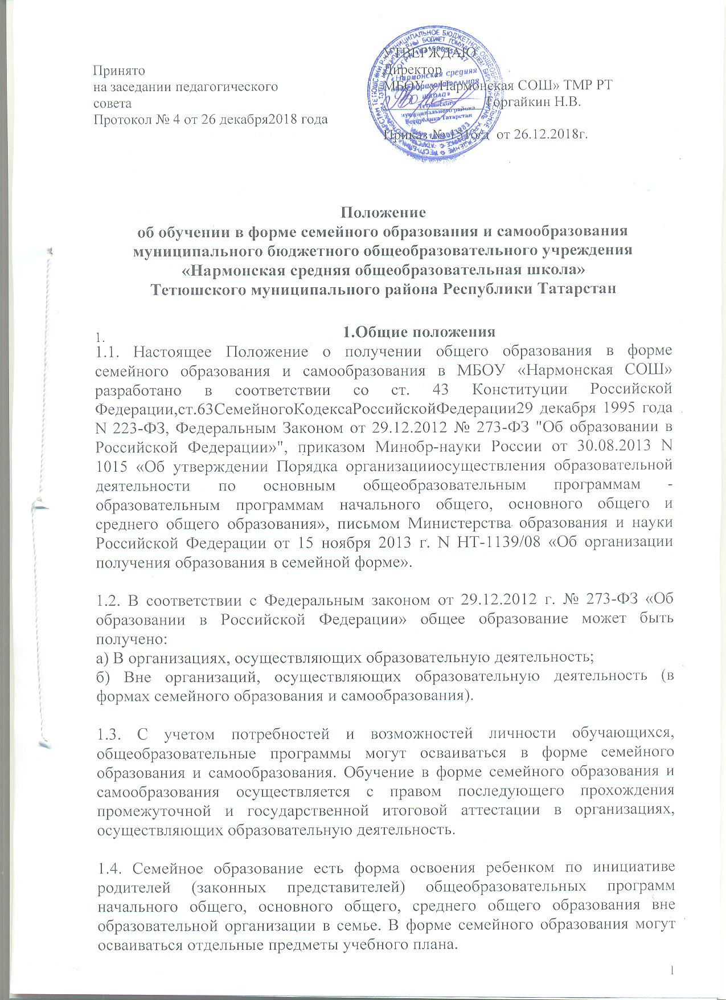 Принято
на заседании педагогического
совета
Протокол № 4 от 26 декабря2018 года
УТВЕРЖДАЮ
Директор
МБОУ « Нармонская СОШ» ТМР РТ
Торгайкин Н.В.
Приказ № 131о/д от 26.12.2018г.
«Нармонская средняя
общеобразовательная
школа»
Тетюшского
муниципального района
Республики Татарстан
Положение
об обучении в форме семейного образования и самообразования
муниципального бюджетного общеобразовательного учреждения
«Нармонская средняя общеобразовательная школа»
Тетюшского муниципального района Республики Татарстан
1. 1.Общие положения
1.1. Настоящее Положение о получении общего образования в форме
семейного образования и самообразования в МБОУ «Нармонская СОШ»
разработано в соответствии со ст. 43 Конституции Российской
Федерации,ст.63СемейногоКодексаРоссийскойФедерации29 декабря 1995 года
N 223-ФЗ, Федеральным Законом от 29.12.2012 № 273-ФЗ "Об образовании в
Российской Федерации»", приказом Минобр-науки России от 30.08.2013 N
1015 «Об утверждении Порядка организацииосуществления образовательной
деятельности по основным общеобразовательным программам -
образовательным программам начального общего, основного общего и
среднего общего образования», письмом Министерства образования и науки
Российской Федерации от 15 ноября 2013 г. N НТ-1139/08 «Об организации
получения образования в семейной форме».
1.2. В соответствии с Федеральным законом от 29.12.2012 г. № 273-ФЗ «Об
образовании в Российской Федерации» общее образование может быть
получено:
а) В организациях, осуществляющих образовательную деятельность;
б) Вне организаций, осуществляющих образовательную деятельность (в
формах семейного образования и самообразования).
1.3. С учетом потребностей и возможностей личности обучающихся,
общеобразовательные программы могут осваиваться в форме семейного
образования и самообразования. Обучение в форме семейного образования и
самообразования осуществляется с правом последующего прохождения
промежуточной и государственной итоговой аттестации в организациях,
осуществляющих образовательную деятельность.
1.4. Семейное образование есть форма освоения ребенком по инициативе
родителей (законных представителей) общеобразовательных программ
начального общего, основного общего, среднего общего образования вне
образовательной организации в семье. В форме семейного образования могут
осваиваться отдельные предметы учебного плана.
1